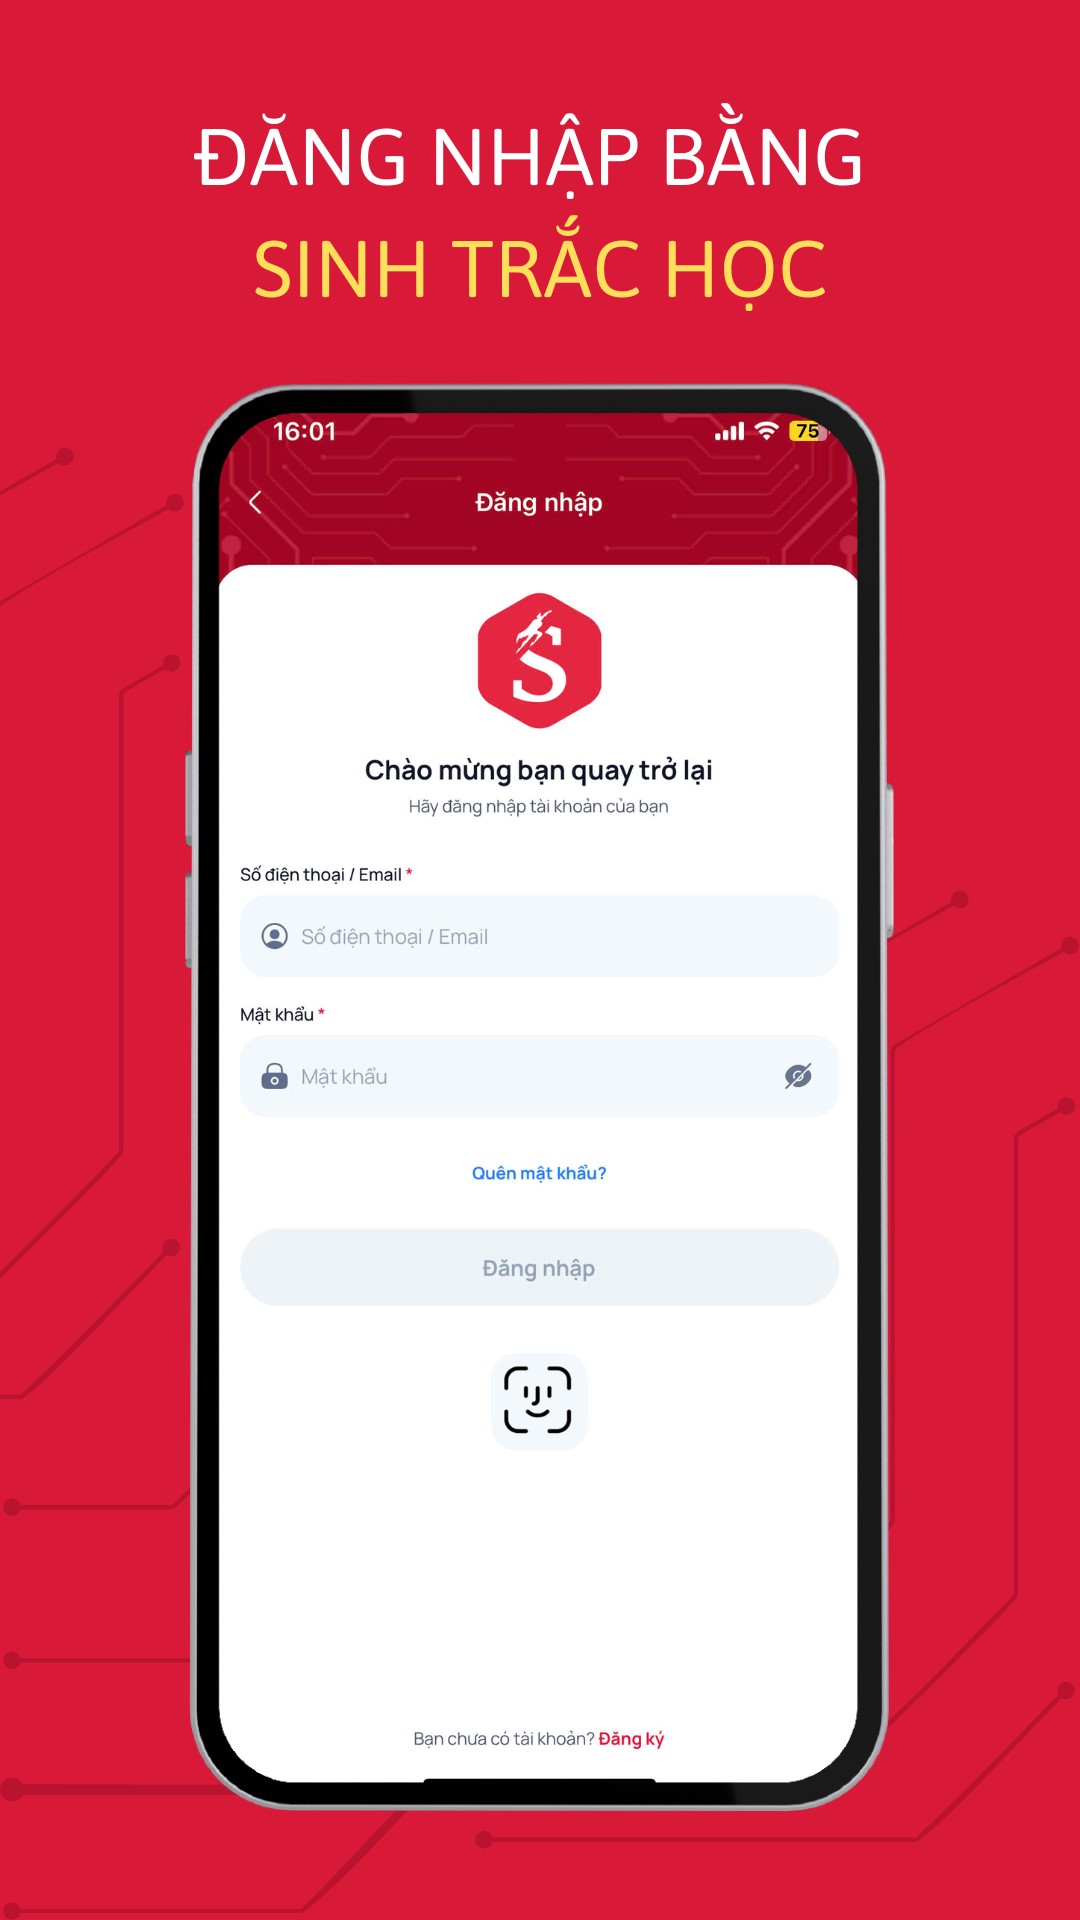 ĐĂNG NHẬP BẰNG
SINH TRẮC HỌC
16:01
75
Đăng nhập
S
Chào mừng bạn quay trở lại
Hãy đăng nhập tài khoản của bạn
Số điện thoại / Email *
Số điện thoại / Email
Mật khẩu *
Mật khẩu
Quên mật khẩu?
Đăng nhập
Bạn chưa có tài khoản? Đăng ký